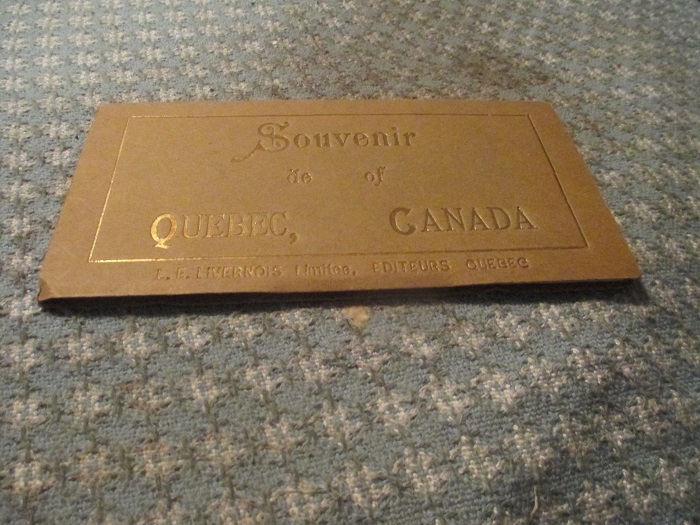 Souvenir
de of
QUEBEC, CANADA
L. E. LIVERNOIS Limitee, EDITEURS QUEBEC